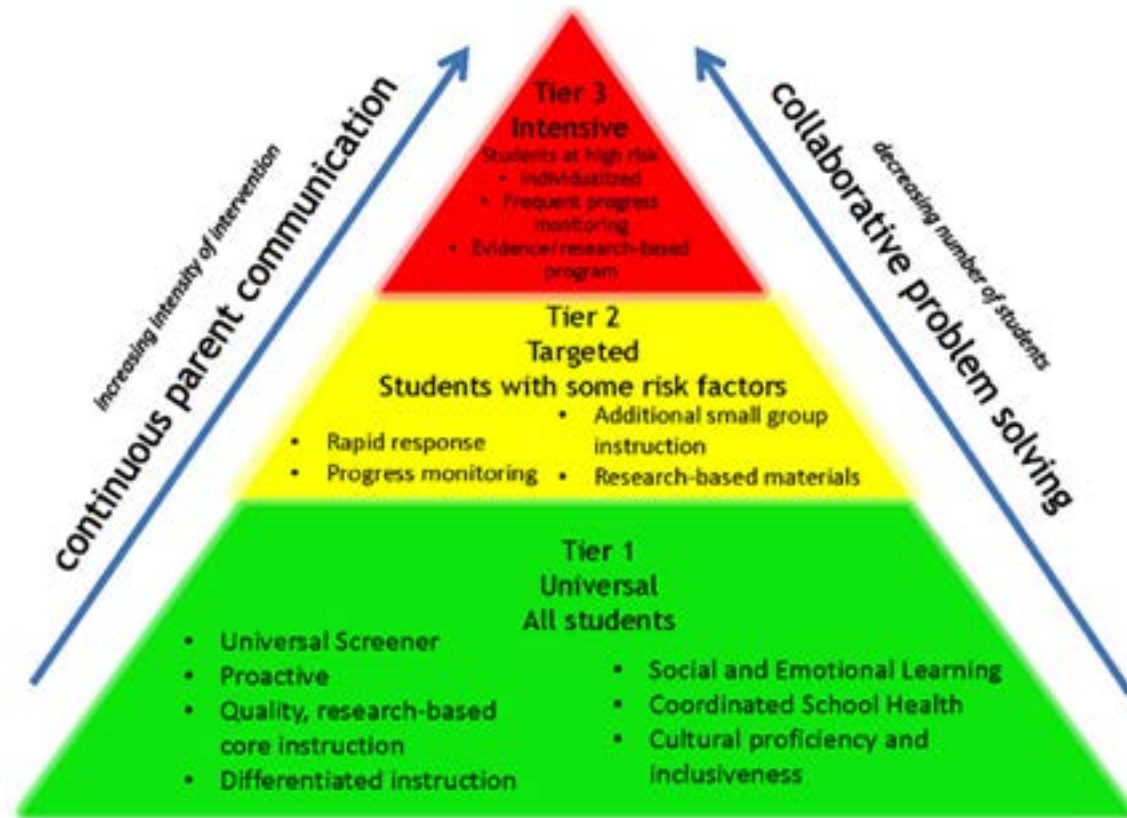 continuous parent communication
increasing intensity of intervention
collaborative problem solving
decreasing number of students
Tier 3
Intensive
Students at high risk
• Individualized
• Frequent progress
monitoring
• Evidence/research-based
program
Tier 2
Targeted
Students with some risk factors
• Rapid response
• Progress monitoring
• Additional small group
instruction
• Research-based materials
Tier 1
Universal
All students
• Universal Screener
• Proactive
• Quality, research-based
core instruction
• Differentiated instruction
• Social and Emotional Learning
• Coordinated School Health
• Cultural proficiency and
inclusiveness